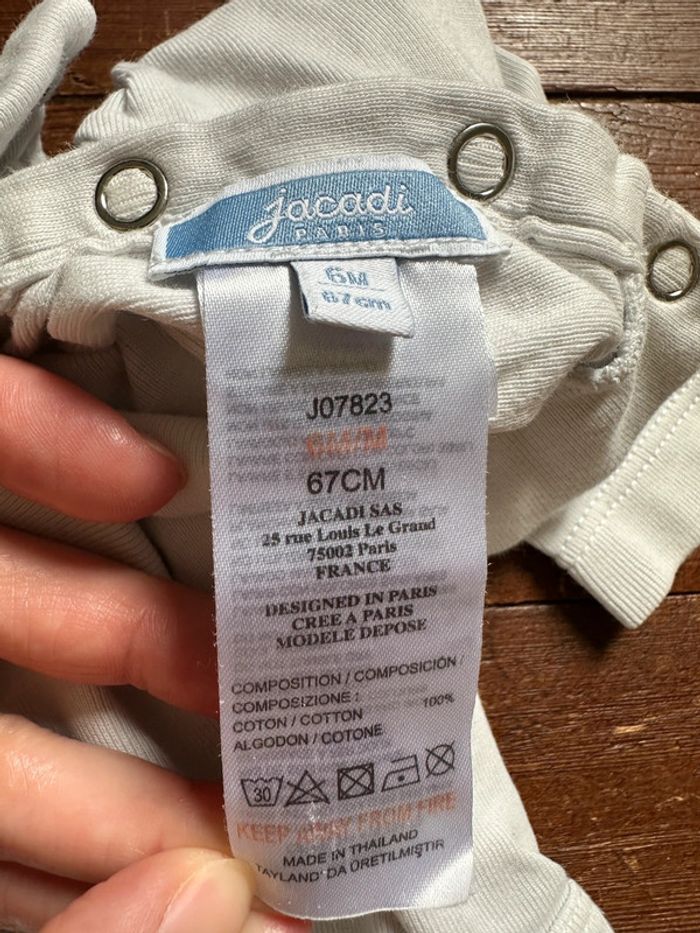 jacadi
PARIS
6M
67cm
J07823
6M/M
67CM
JACADI SAS
25 rue Louis Le Grand
75002 Paris
FRANCE
DESIGNED IN PARIS
CREE A PARIS
MODELE DEPOSE
COMPOSITION / COMPOSICIÓN /
COMPOSIZIONE :
COTON / COTTON 100%
ALGODON / COTONE
30
KEEP AWAY FROM FIRE
MADE IN THAILAND
TAYLAND' DA ÜRETILMIŞTIR